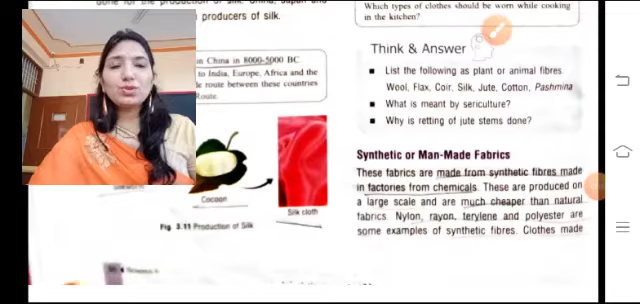 producers of silk.
in China in 8000-5000 BC
to India, Europe, Africa and the
route between these countries
Route.
Cocoon
Silk cloth
Fig 3.11 Production of Silk
Which types of clothes should be worn while cooking
in the kitchen?
Think & Answer
List the following as plant or animal fibres
Wool, Flax, Coir, Silk, Jute, Cotton, Pashmina
What is meant by sericulture?
Why is retting of jute stems done?
Synthetic or Man-Made Fabrics
These fabrics are made from synthetic fibres made
in factories from chemicals. These are produced on
a large scale and are much cheaper than natural
fabrics. Nylon, rayon, terylene and polyester are
some examples of synthetic fibres. Clothes made